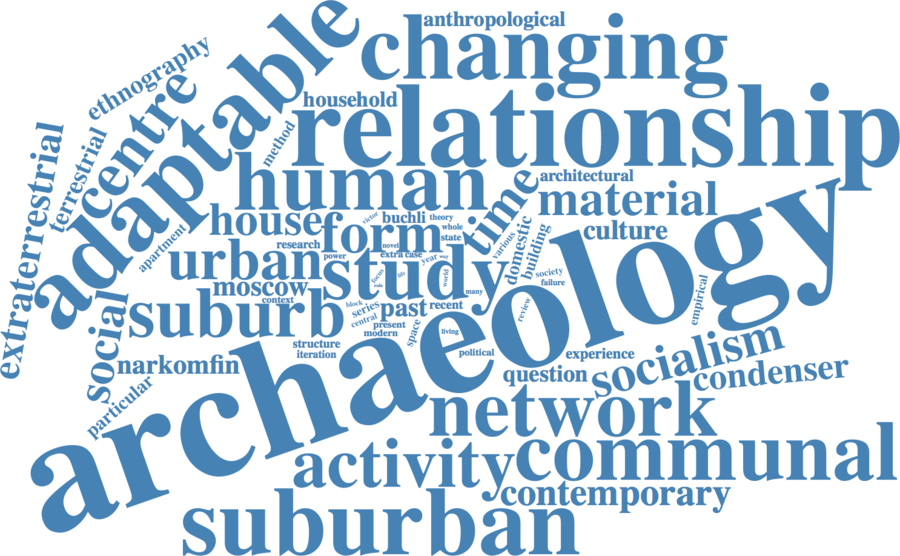 anthropological
changing
adaptable
ethnography
centre
household
relationship
extraterrestrial
terrestrial
method
human
time
architectural
material
house
form
victor
buchli
theory
whole
state
culture
apartment
research
power
novel
extra case
various
domestic
building
urban
study
focus
life
year
way
world
many
society
failure
moscow
context
suburb
block
series
central
past
recent
present
modern
space
living
review
empirical
archaeology
social
structure
iteration
political
experience
narkomfin
particular
question
socialism
condenser
network
activity
communal
contemporary
suburban